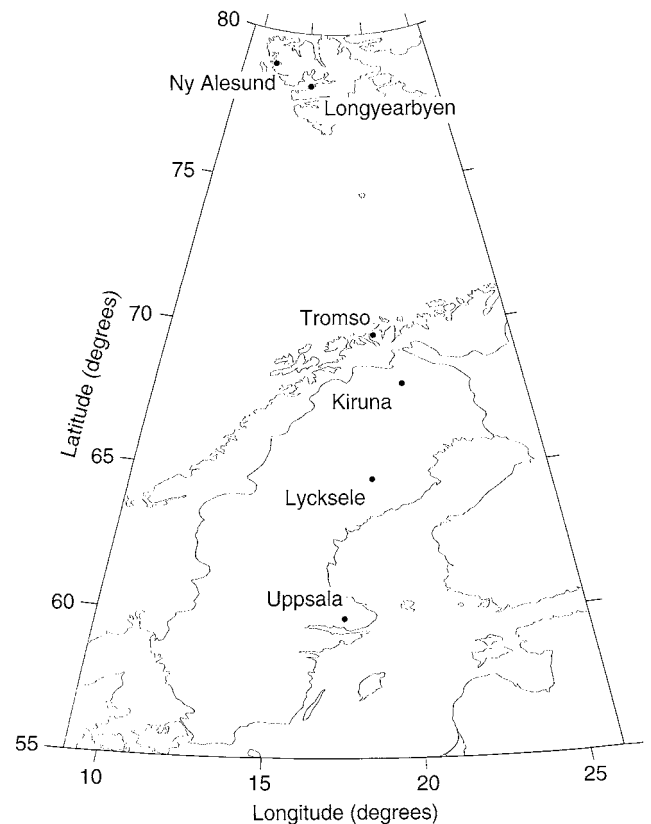 80
Ny Alesund
Longyearbyen
75
70
Tromso
Latitude (degrees)
Kiruna
65
Lycksele
60
Uppsala
55
10 15 20 25
Longitude (degrees)